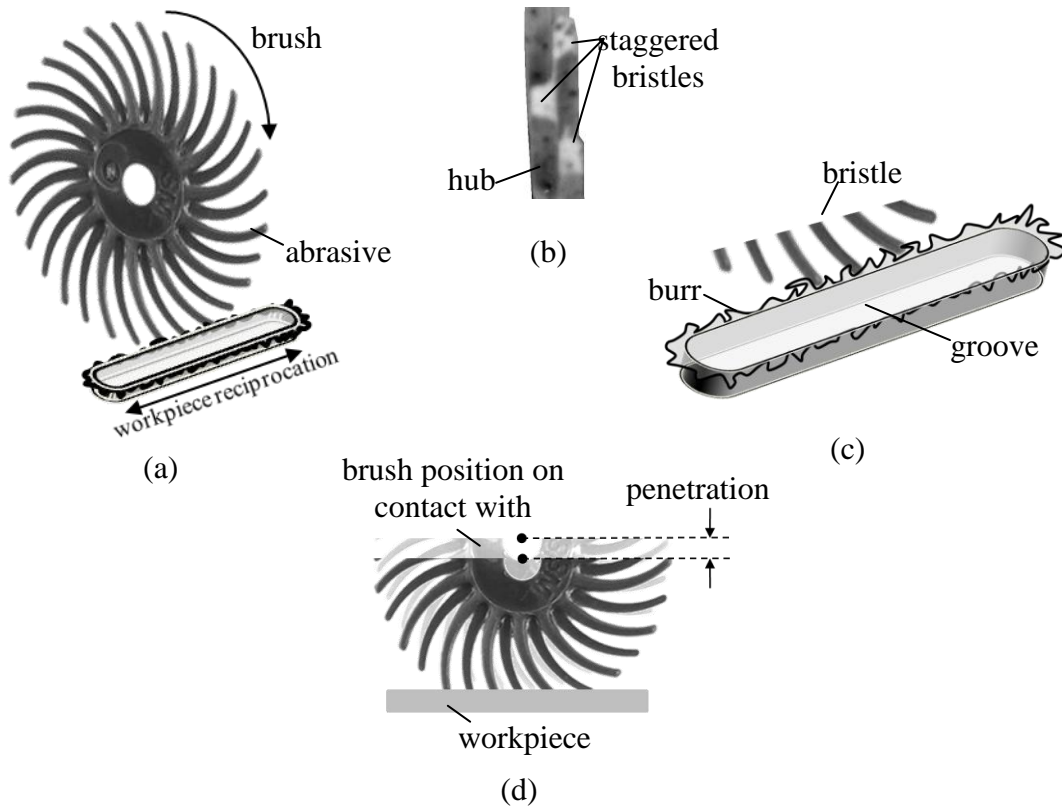 brush
abrasive
workpiece reciprocation
(a)
staggered
bristles
hub
(b)
bristle
burr
groove
(c)
brush position on
contact with
penetration
workpiece
(d)